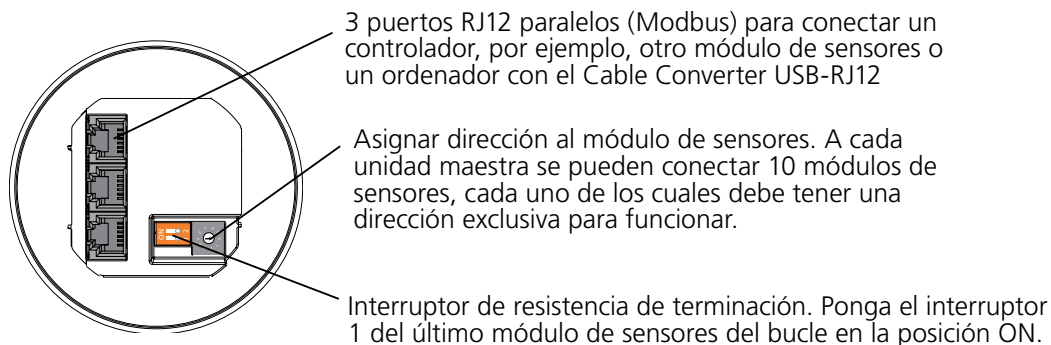 3 puertos RJ12 paralelos (Modbus) para conectar un
controlador, por ejemplo, otro módulo de sensores o
un ordenador con el Cable Converter USB-RJ12
Asignar dirección al módulo de sensores. A cada
unidad maestra se pueden conectar 10 módulos de
sensores, cada uno de los cuales debe tener una
dirección exclusiva para funcionar.
ON
1 2
Interruptor de resistencia de terminación. Ponga el interruptor
1 del último módulo de sensores del bucle en la posición ON.